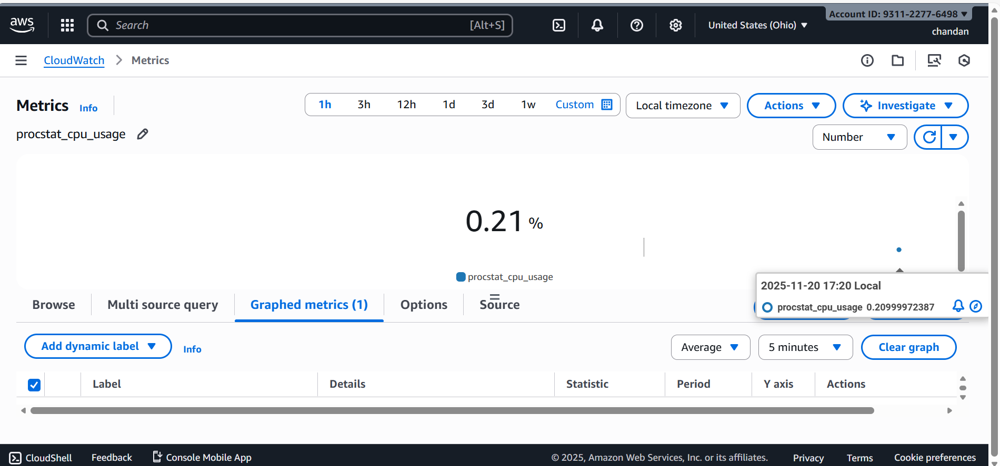 aws
Search
[Alt+S]
United States (Ohio)
Account ID: 9311-2277-6498
chandan
CloudWatch
Metrics
Metrics
Info
1h
3h
12h
1d
3d
1w
Custom
Local timezone
Actions
Investigate
procstat_cpu_usage
Number
0.21 %
procstat_cpu_usage
2025-11-20 17:20 Local
procstat_cpu_usage 0.20999972387
Browse
Multi source query
Graphed metrics (1)
Options
Source
Add dynamic label
Info
Average
5 minutes
Clear graph
Label
Details
Statistic
Period
Y axis
Actions
CloudShell
Feedback
Console Mobile App
© 2025, Amazon Web Services, Inc. or its affiliates.
Privacy
Terms
Cookie preferences